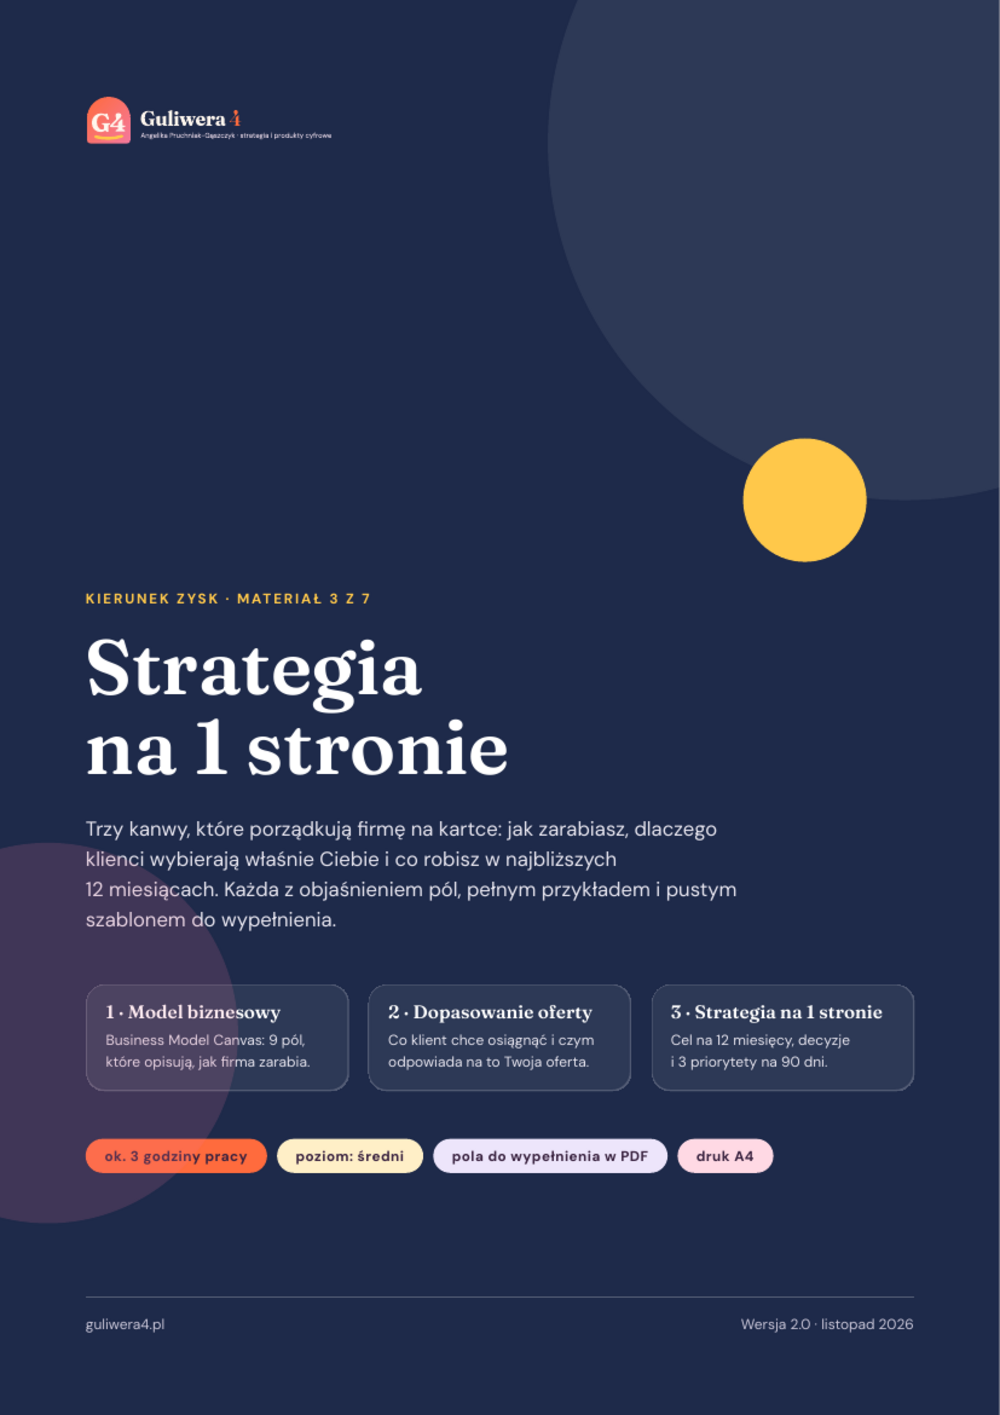 G4
Guliwera 4
Angelika Pruchniak-Gąszczyk · strategia i produkty cyfrowe
KIERUNEK ZYSK · MATERIAŁ 3 Z 7
Strategia
na 1 stronie
Trzy kanwy, które porządkują firmę na kartce: jak zarabiasz, dlaczego
klienci wybierają właśnie Ciebie i co robisz w najbliższych
12 miesiącach. Każda z objaśnieniem pól, pełnym przykładem i pustym
szablonem do wypełnienia.
1 · Model biznesowy
Business Model Canvas: 9 pól,
które opisują, jak firma zarabia.
2 · Dopasowanie oferty
Co klient chce osiągnąć i czym
odpowiada na to Twoja oferta.
3 · Strategia na 1 stronie
Cel na 12 miesięcy, decyzje
i 3 priorytety na 90 dni.
ok. 3 godziny pracy
poziom: średni
pola do wypełnienia w PDF
druk A4
guliwera4.pl
Wersja 2.0 · listopad 2026